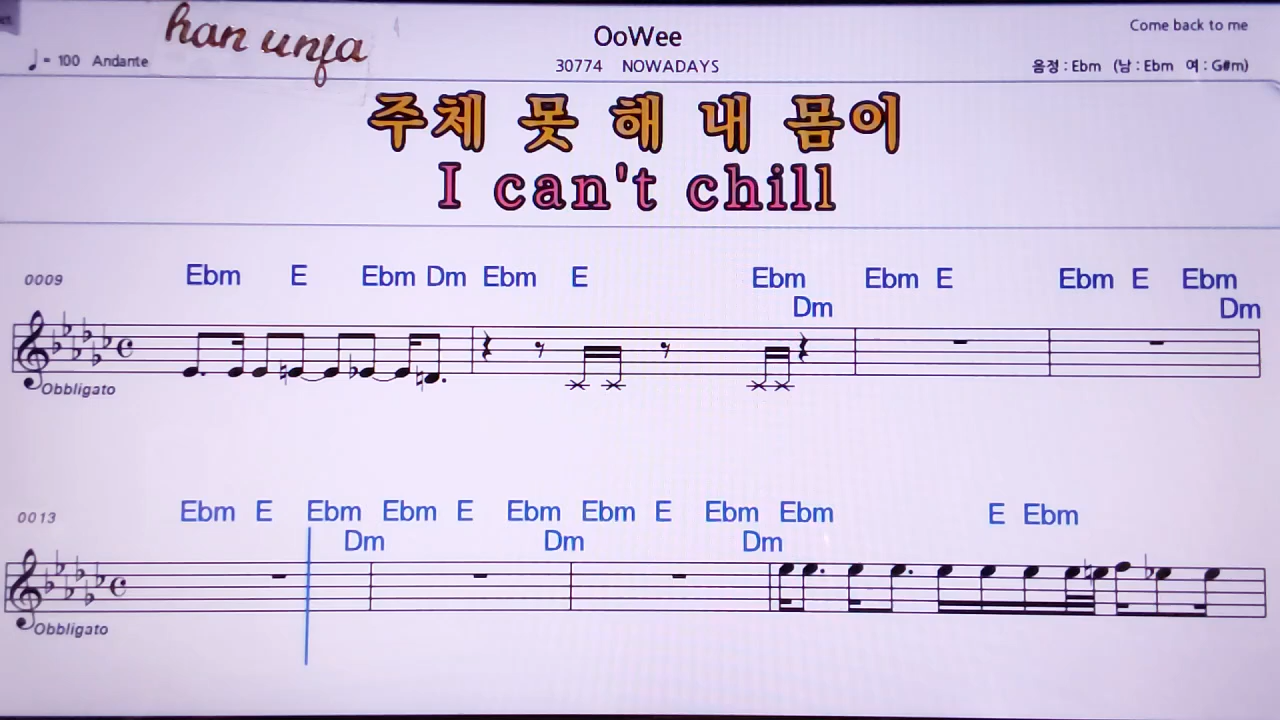 han unja
OoWee
Come back to me
♩= 100 Andante
30774 NOWADAYS
음정 : Ebm (남 : Ebm 여 : G#m)
주체 못 해 내 몸이
I can't chill
0009
Ebm E Ebm Dm Ebm E Ebm Dm Ebm E Ebm E Ebm Dm
Obbligato
0013
Ebm E Ebm Dm Ebm E Ebm Dm Ebm E Ebm Dm Ebm E Ebm
Obbligato